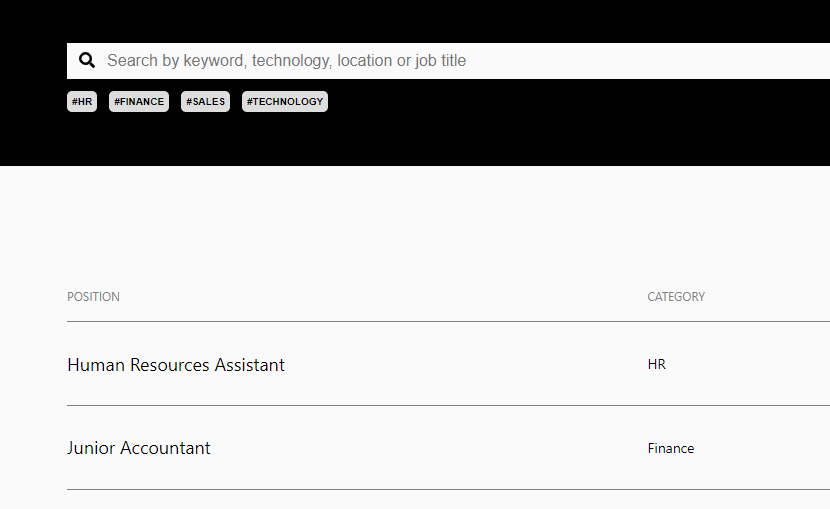 Search by keyword, technology, location or job title
#HR #FINANCE #SALES #TECHNOLOGY
POSITION CATEGORY
Human Resources Assistant HR
Junior Accountant Finance